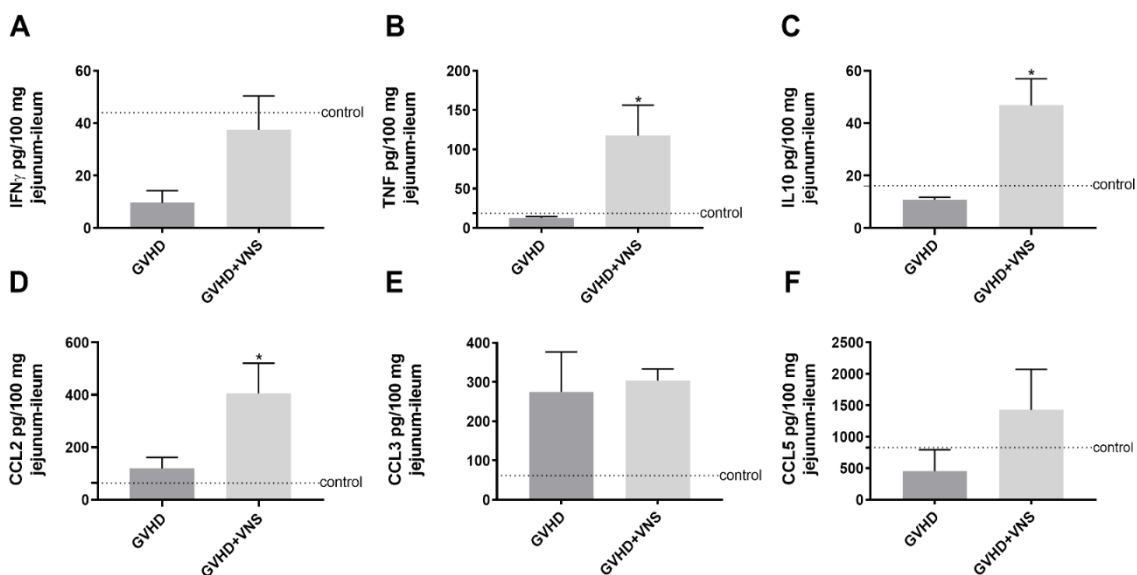 A
IFNγ pg/100 mg
jejunum-ileum
60
40
20
0
control
GVHD
GVHD+VNS
B
TNF pg/100 mg
jejunum-ileum
200
150
100
50
0
*
control
GVHD
GVHD+VNS
C
IL10 pg/100 mg
jejunum-ileum
60
40
20
0
*
control
GVHD
GVHD+VNS
D
CCL2 pg/100 mg
jejunum-ileum
600
400
200
0
*
control
GVHD
GVHD+VNS
E
CCL3 pg/100 mg
jejunum-ileum
400
300
200
100
0
control
GVHD
GVHD+VNS
F
CCL5 pg/100 mg
jejunum-ileum
2500
2000
1500
1000
500
0
control
GVHD
GVHD+VNS